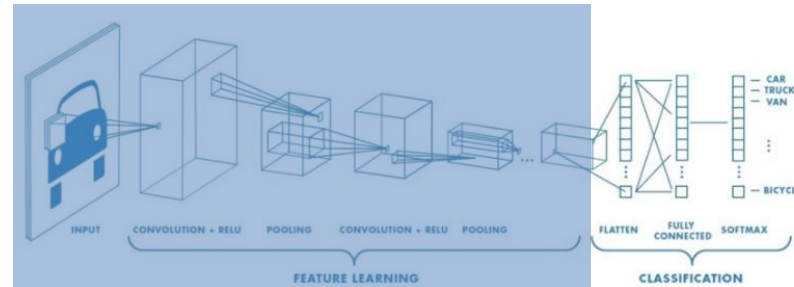 CAR
TRUCK
VAN
BICYCL
INPUT
CONVOLUTION + RELU
POOLING
CONVOLUTION + RELU
POOLING
FLATTEN
FULLY
CONNECTED
SOFTMAX
FEATURE LEARNING
CLASSIFICATION